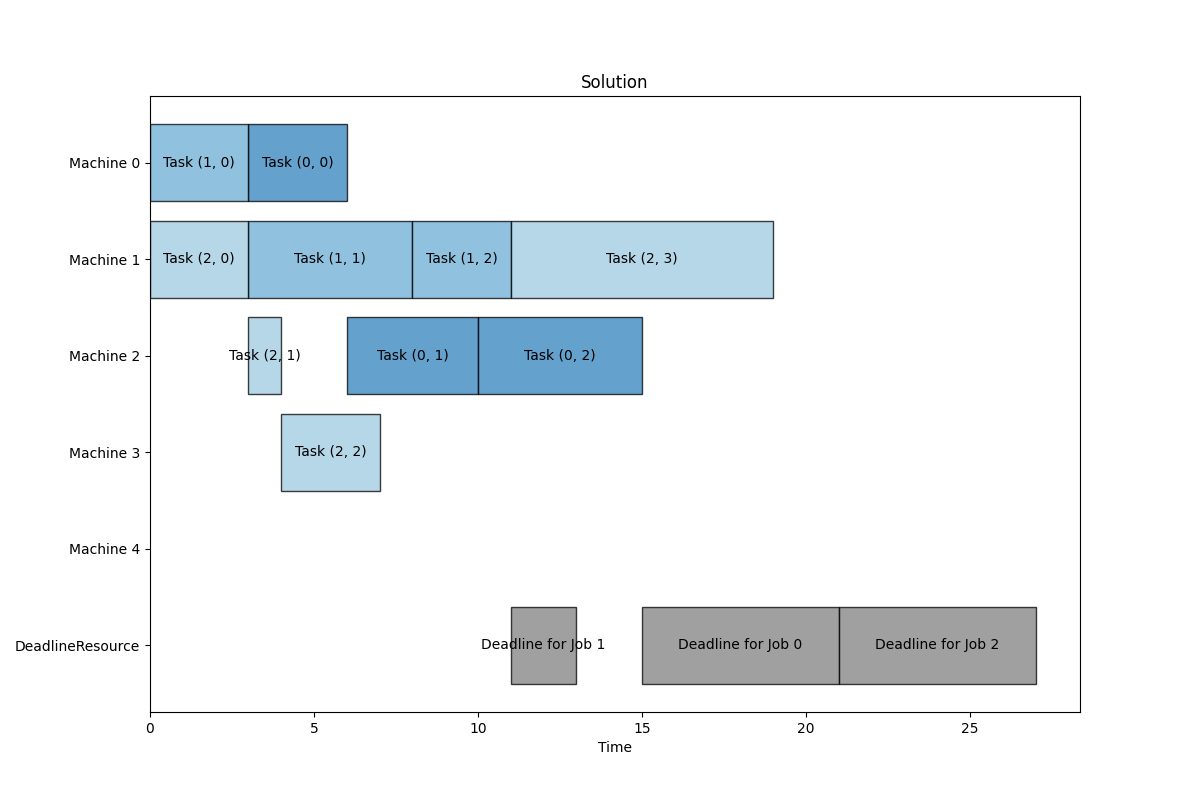 Solution
Machine 0
Task (1, 0)
Task (0, 0)
Machine 1
Task (2, 0)
Task (1, 1)
Task (1, 2)
Task (2, 3)
Machine 2
Task (2, 1)
Task (0, 1)
Task (0, 2)
Machine 3
Task (2, 2)
Machine 4
DeadlineResource
Deadline for Job 1
Deadline for Job 0
Deadline for Job 2
0
5
10
15
20
25
Time